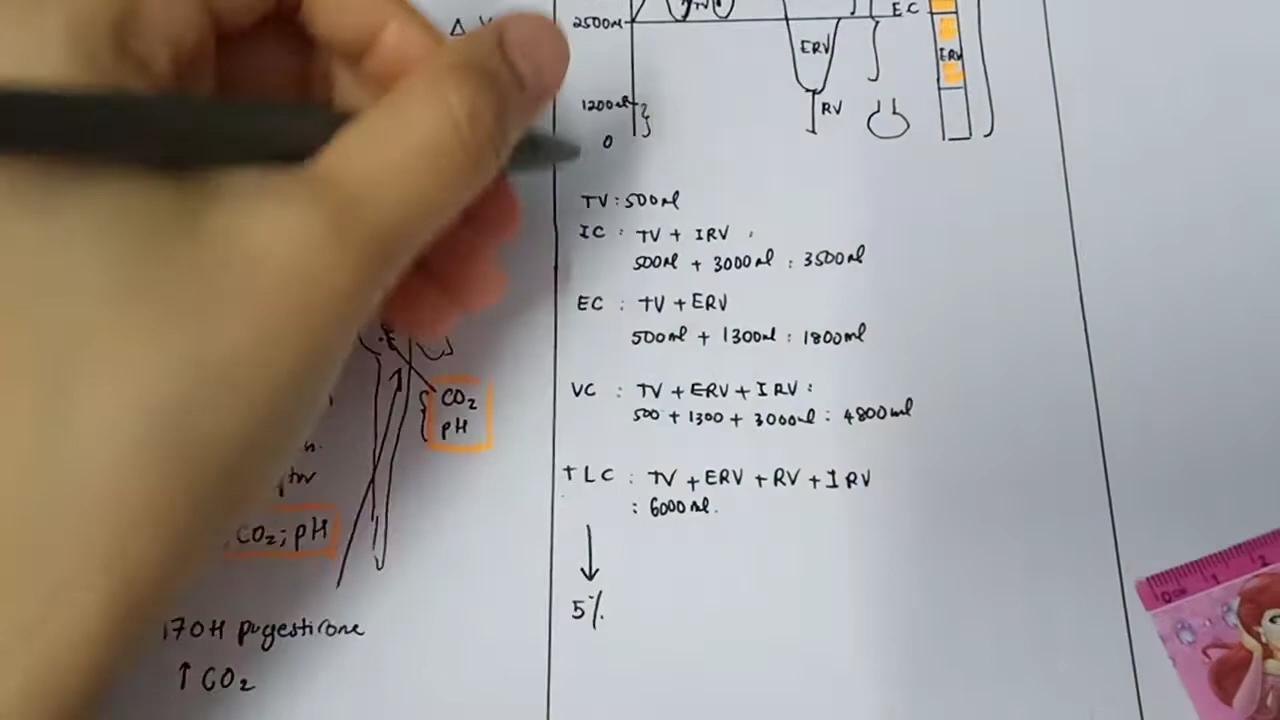 Δ V
2500ml
EC
ERV
ERV
1200ml
RV
0
TV : 500ml
IC : TV + IRV :
500ml + 3000ml : 3500ml
EC : TV + ERV
500ml + 1300ml : 1800ml
VC : TV + ERV + IRV :
500 + 1300 + 3000ml : 4800ml
TLC : TV + ERV + RV + IRV
: 6000ml.
5%
CO₂
pH
CO₂; pH
17OH pugestirone
↑ CO₂